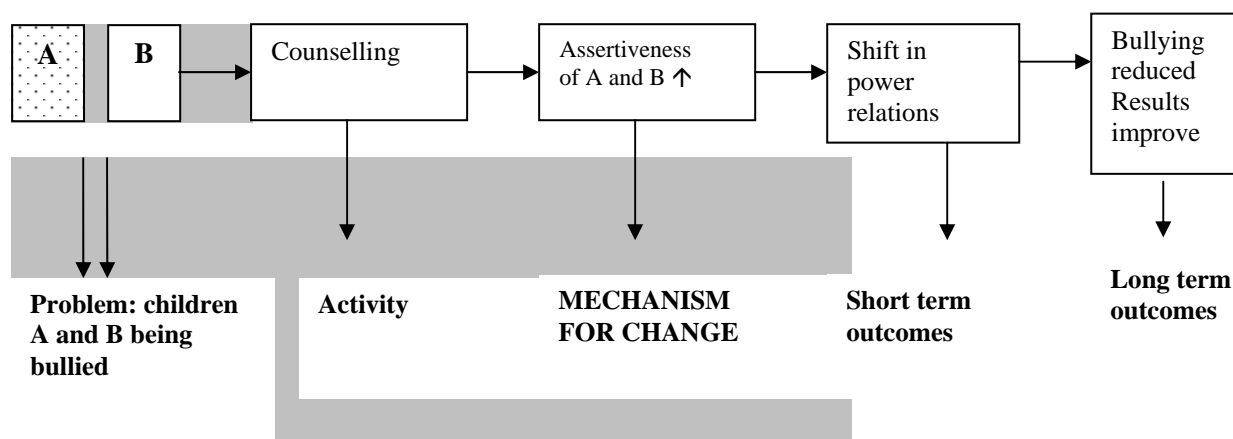 A
B
Counselling
Assertiveness
of A and B ↑
Shift in
power
relations
Bullying
reduced
Results
improve
Problem: children
A and B being
bullied
Activity
MECHANISM
FOR CHANGE
Short term
outcomes
Long term
outcomes